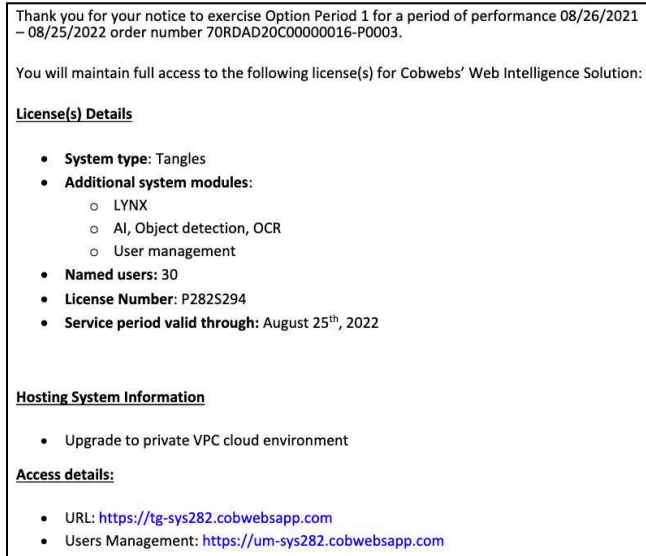 Thank you for your notice to exercise Option Period 1 for a period of performance 08/26/2021
– 08/25/2022 order number 70RDAD20C00000016-P0003.
You will maintain full access to the following license(s) for Cobwebs’ Web Intelligence Solution:
License(s) Details
• System type: Tangles
• Additional system modules:
o LYNX
o AI, Object detection, OCR
o User management
• Named users: 30
• License Number: P282S294
• Service period valid through: August 25th, 2022
Hosting System Information
• Upgrade to private VPC cloud environment
Access details:
• URL: https://tg-sys282.cobwebsapp.com
• Users Management: https://um-sys282.cobwebsapp.com